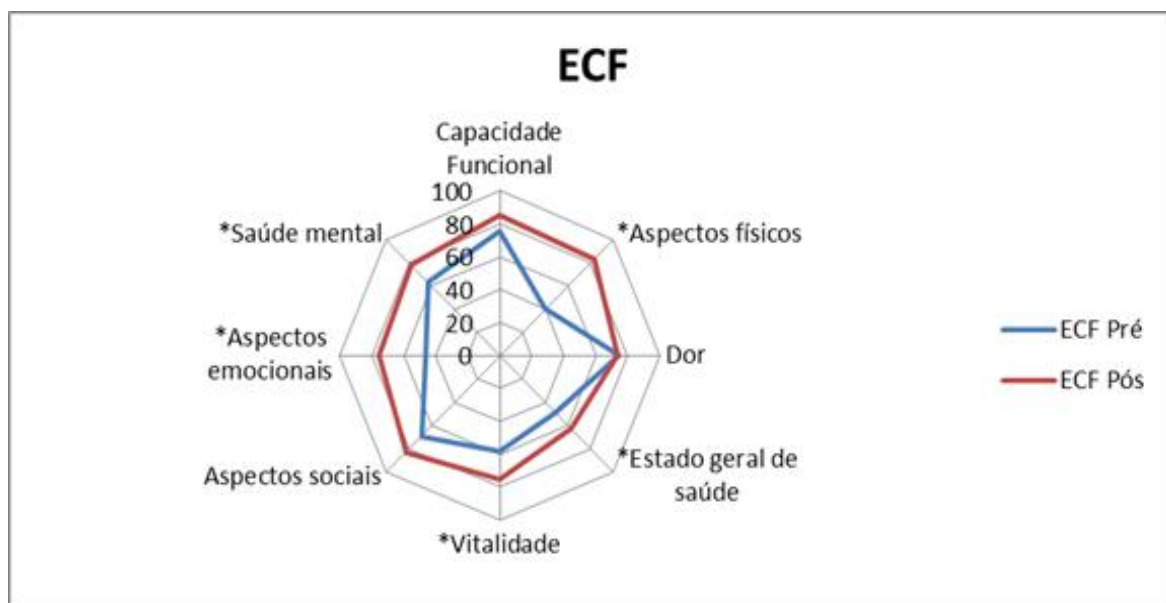 ECF
Capacidade
Funcional
100
80
60
40
20
0
*Aspectos físicos
Dor
*Estado geral de
saúde
*Vitalidade
Aspectos sociais
*Aspectos
emocionais
*Saúde mental
ECF Pré
ECF Pós